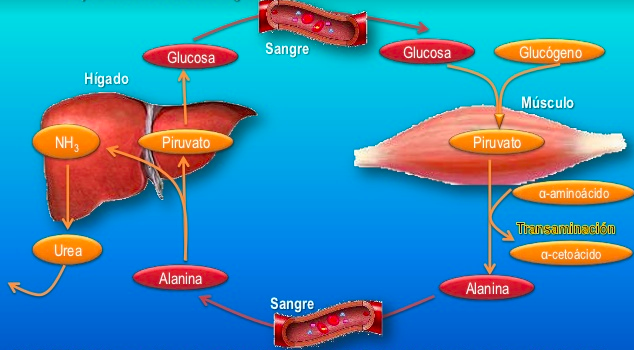 Glucosa
Sangre
Glucosa
Glucógeno
Hígado
Músculo
NH₃
Piruvato
Piruvato
α-aminoácido
Transaminación
Urea
α-cetoácido
Alanina
Alanina
Sangre